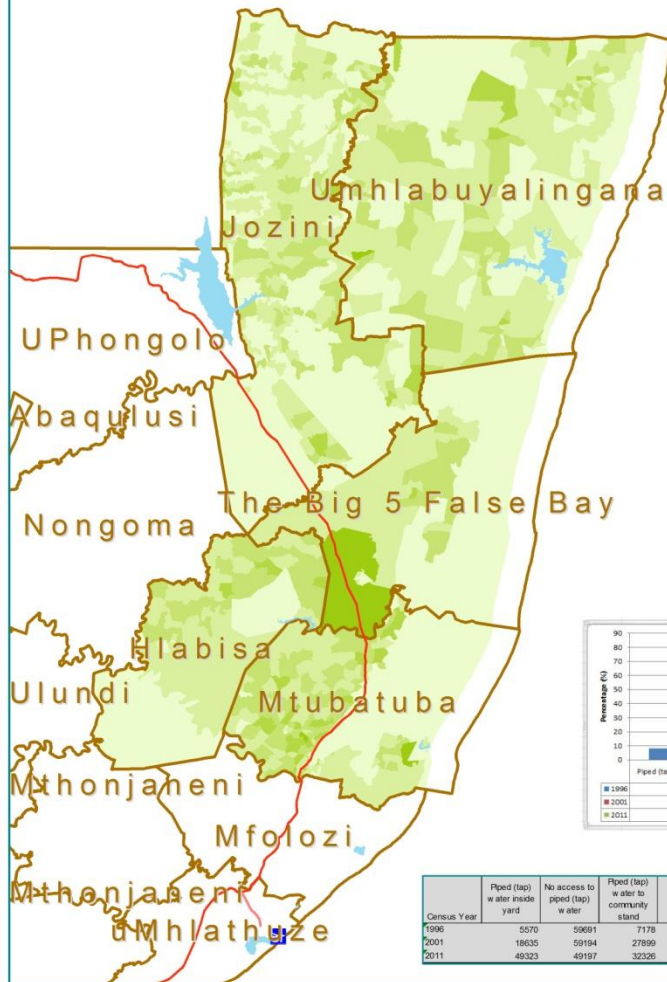 Umhlabuyalingana
Jozini
UPhongolo
Abaqulusi
The Big 5 False Bay
Nongoma
Hlabisa
Ulundi
Mtubatuba
Mthonjaneni
Mfolozi
Mthonjaneni
uMhlathuze
Percentage (%)
90
80
70
60
50
40
30
20
10
0
Piped (ta
1996
2001
2011
Census Year
Piped (tap) water inside yard
No access to piped (tap) water
Piped (tap) water to community stand
1996 5570 59691 7178
2001 18635 59194 27899
2011 49323 49197 32326